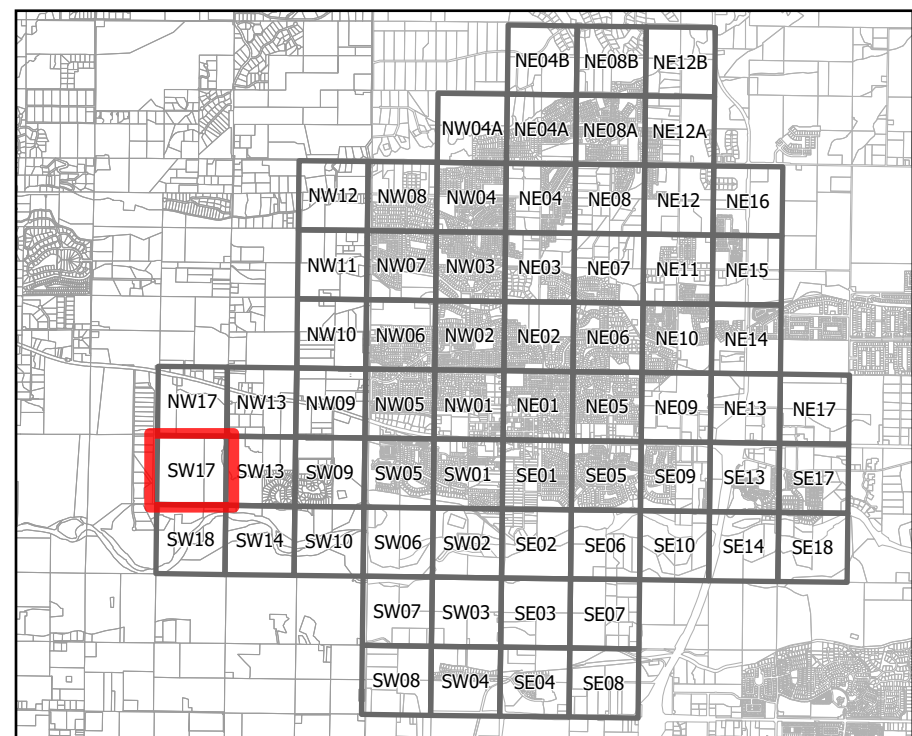 NE04B NE08B NE12B
NW04A NE04A NE08A NE12A
NW12 NW08 NW04 NE04 NE08 NE12 NE16
NW11 NW07 NW03 NE03 NE07 NE11 NE15
NW10 NW06 NW02 NE02 NE06 NE10 NE14
NW17 NW13 NW09 NW05 NW01 NE01 NE05 NE09 NE13 NE17
SW17 SW13 SW09 SW05 SW01 SE01 SE05 SE09 SE13 SE17
SW18 SW14 SW10 SW06 SW02 SE02 SE06 SE10 SE14 SE18
SW07 SW03 SE03 SE07
SW08 SW04 SE04 SE08